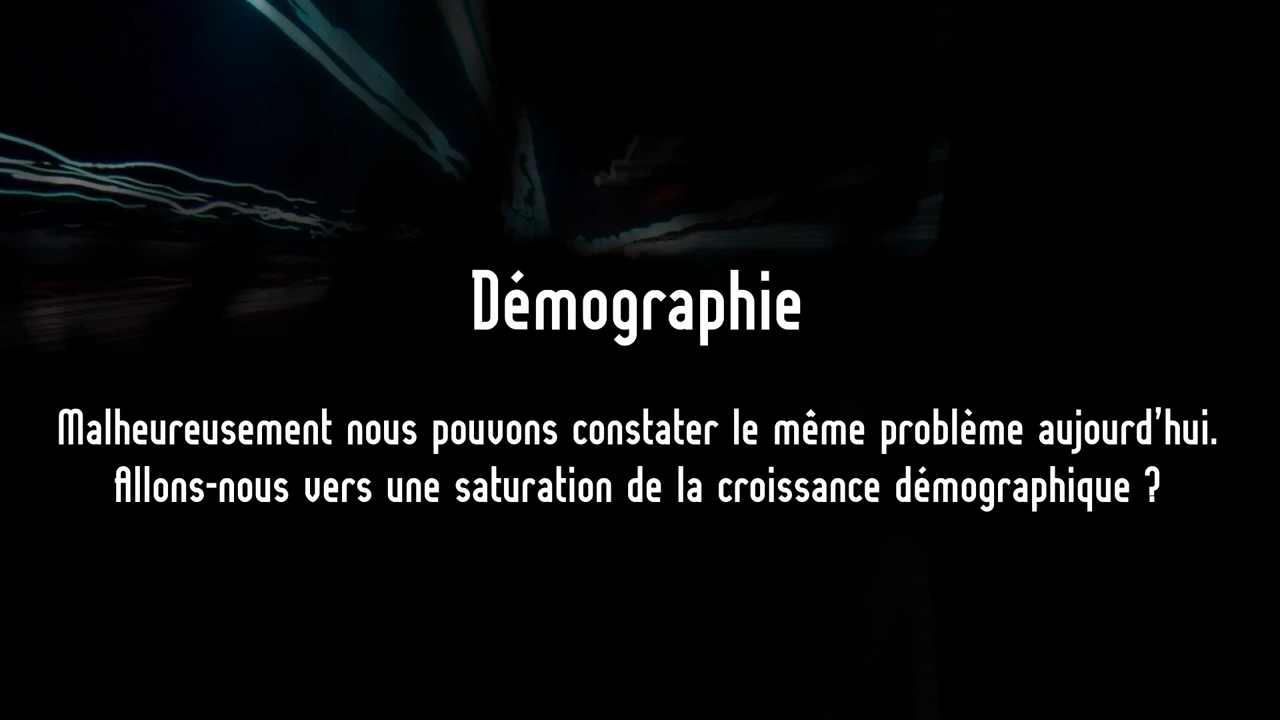 Démographie
Malheureusement nous pouvons constater le même problème aujourd'hui.
Allons-nous vers une saturation de la croissance démographique ?